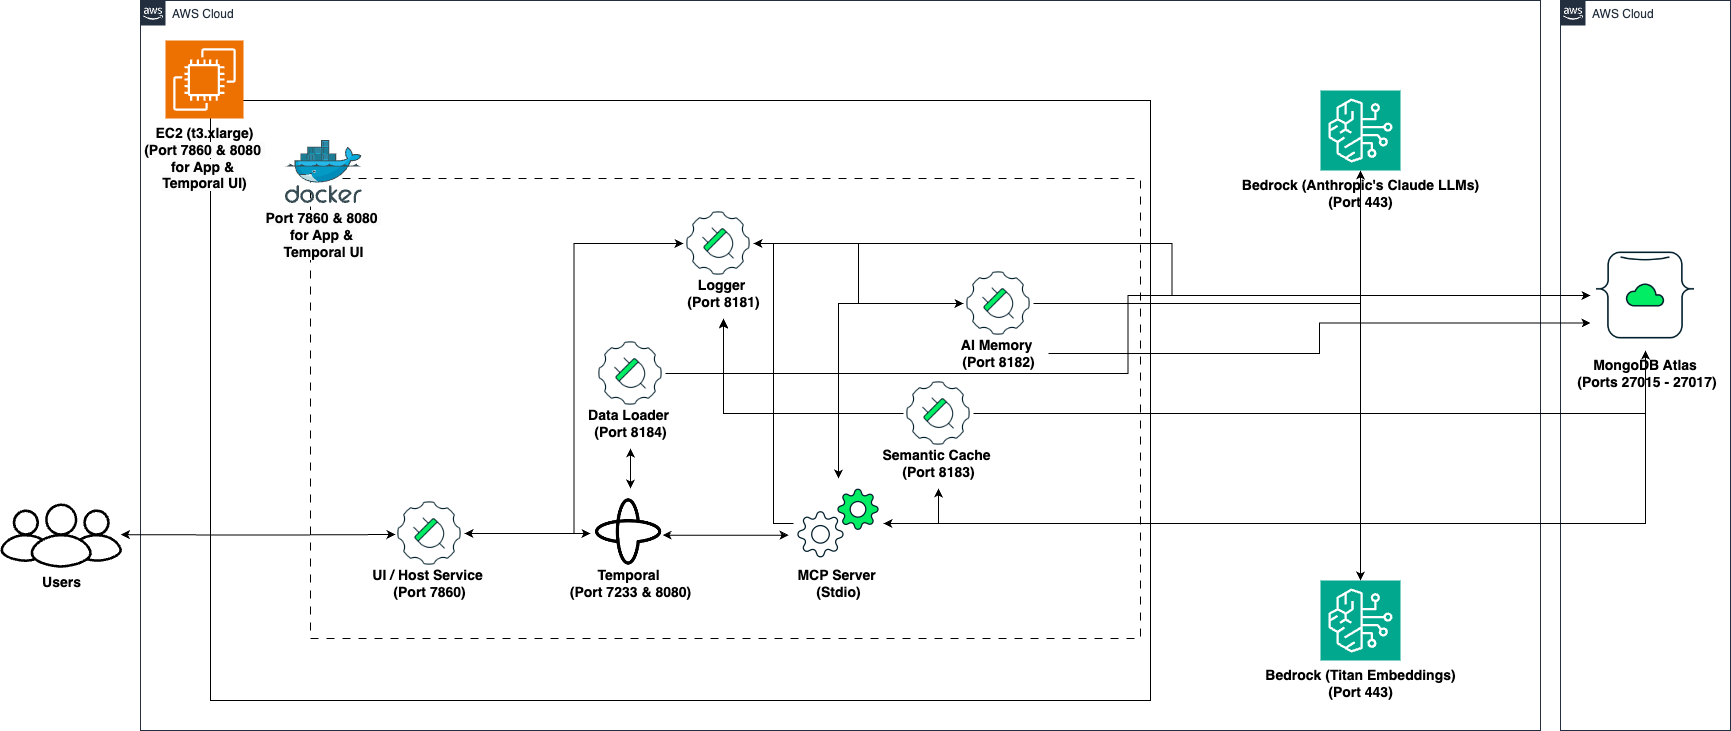 aws
AWS Cloud
aws
AWS Cloud
EC2 (t3.xlarge)
(Port 7860 & 8080
for App &
Temporal UI)
docker
Port 7860 & 8080
for App &
Temporal UI
Bedrock (Anthropic's Claude LLMs)
(Port 443)
Logger
(Port 8181)
AI Memory
(Port 8182)
MongoDB Atlas
(Ports 27015 - 27017)
Data Loader
(Port 8184)
Semantic Cache
(Port 8183)
Users
UI / Host Service
(Port 7860)
Temporal
(Port 7233 & 8080)
MCP Server
(Stdio)
Bedrock (Titan Embeddings)
(Port 443)